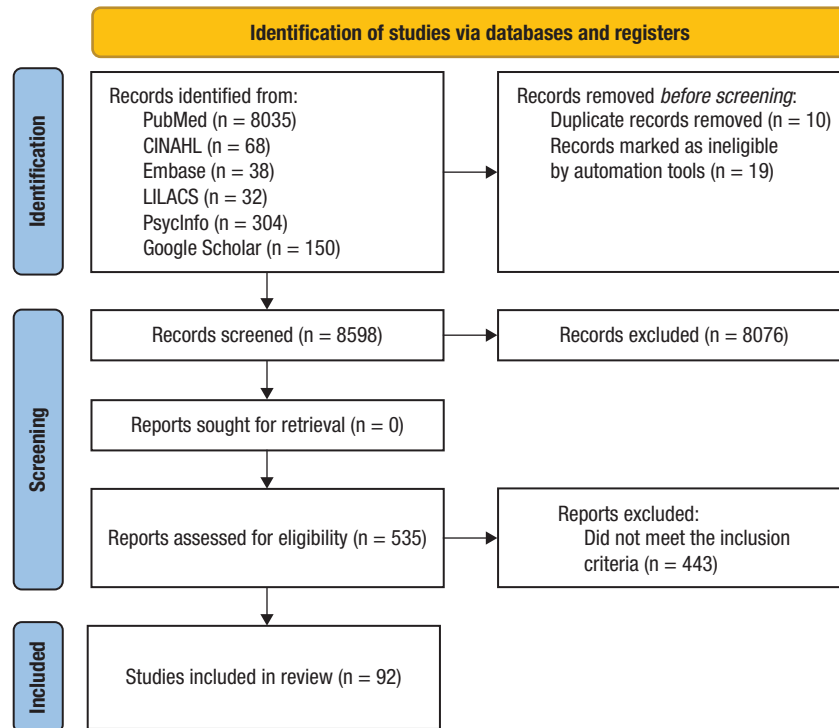 Identification of studies via databases and registers
Identification
Records identified from:
PubMed (n = 8035)
CINAHL (n = 68)
Embase (n = 38)
LILACS (n = 32)
PsycInfo (n = 304)
Google Scholar (n = 150)
Records removed before screening:
Duplicate records removed (n = 10)
Records marked as ineligible
by automation tools (n = 19)
Screening
Records screened (n = 8598)
Records excluded (n = 8076)
Reports sought for retrieval (n = 0)
Reports assessed for eligibility (n = 535)
Reports excluded:
Did not meet the inclusion
criteria (n = 443)
Included
Studies included in review (n = 92)